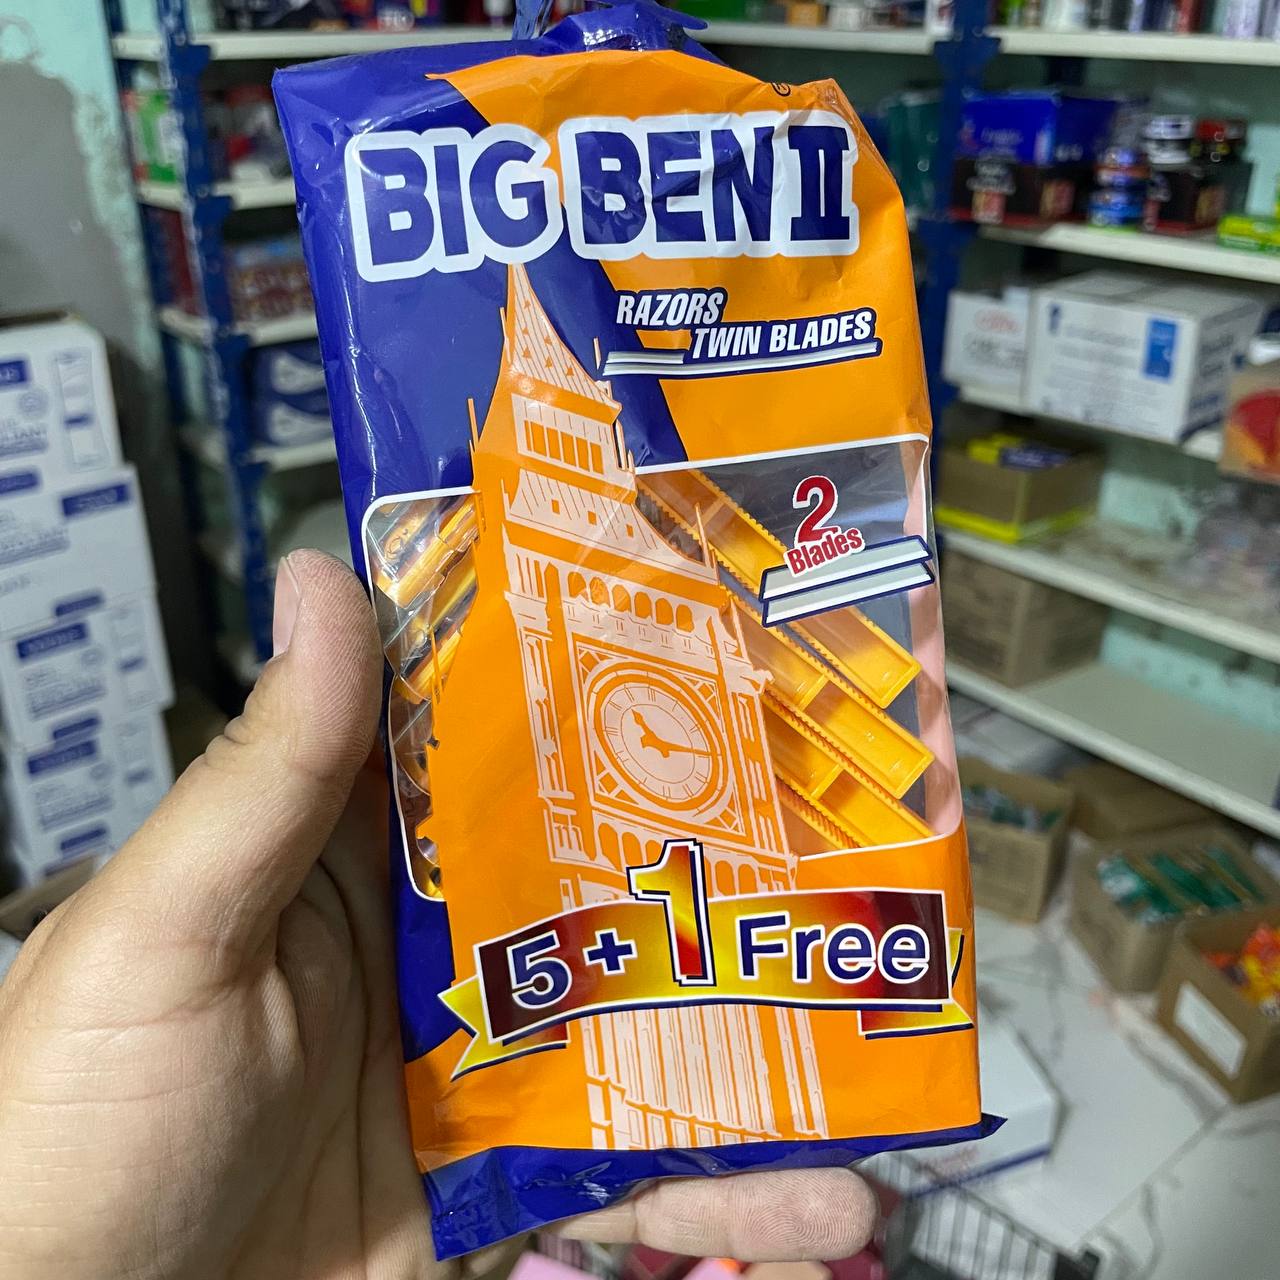 BIG BEN II
RAZORS
TWIN BLADES
2
Blades
5+1 Free